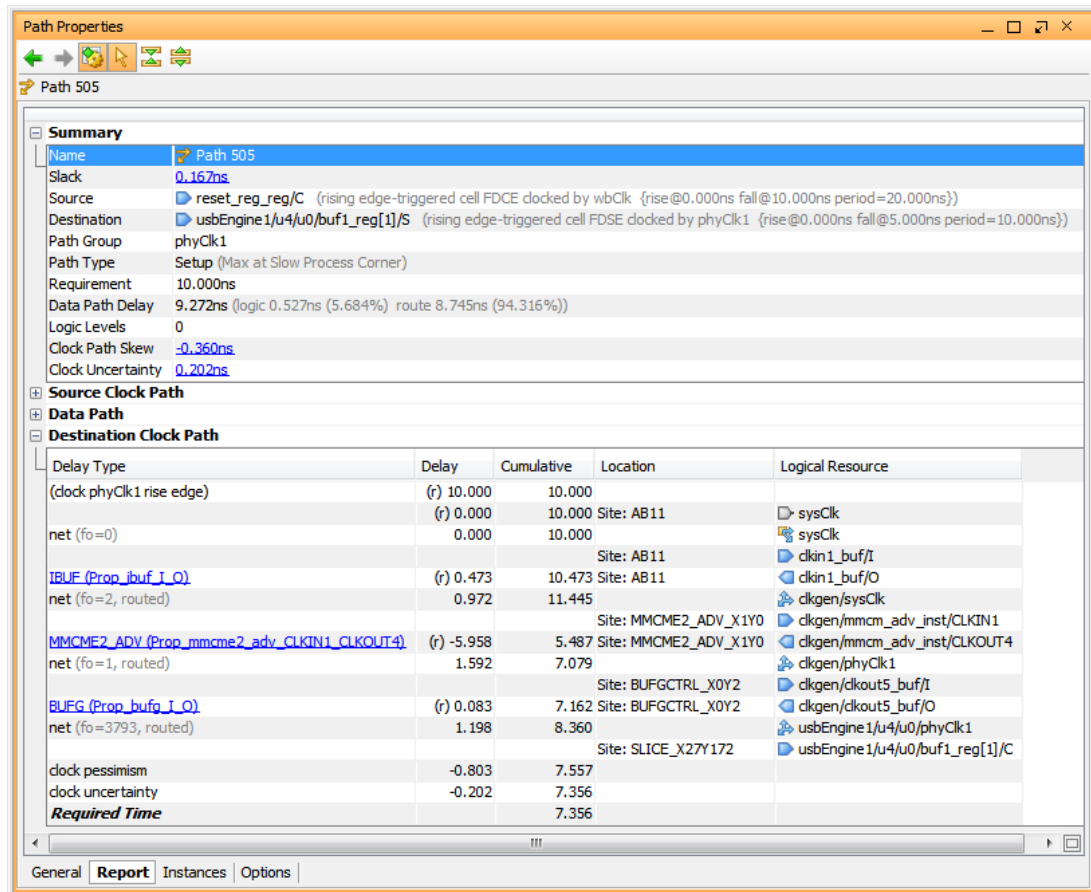 Path Properties
Path 505
Summary
Name Path 505
Slack 0.167ns
Source reset_reg_reg/C (rising edge-triggered cell FDCE clocked by wbClk {rise@0.000ns fall@10.000ns period=20.000ns})
Destination usbEngine1/u4/u0/buf1_reg[1]/S (rising edge-triggered cell FDSE clocked by phyClk1 {rise@0.000ns fall@5.000ns period=10.000ns})
Path Group phyClk1
Path Type Setup (Max at Slow Process Corner)
Requirement 10.000ns
Data Path Delay 9.272ns (logic 0.527ns (5.684%) route 8.745ns (94.316%))
Logic Levels 0
Clock Path Skew -0.360ns
Clock Uncertainty 0.202ns
Source Clock Path
Data Path
Destination Clock Path
Delay Type Delay Cumulative Location Logical Resource
(clock phyClk1 rise edge) (r) 10.000 10.000
(r) 0.000 10.000 Site: AB11 sysClk
net (fo=0) 0.000 10.000 sysClk
Site: AB11 clkin1_buf/I
IBUF (Prop_ibuf_I_O) (r) 0.473 10.473 Site: AB11 clkin1_buf/O
net (fo=2, routed) 0.972 11.445 clkgen/sysClk
Site: MMCME2_ADV_X1Y0 clkgen/mmcm_adv_inst/CLKIN1
MMCME2_ADV (Prop_mmcme2_adv_CLKIN1_CLKOUT4) (r) -5.958 5.487 Site: MMCME2_ADV_X1Y0 clkgen/mmcm_adv_inst/CLKOUT4
net (fo=1, routed) 1.592 7.079 clkgen/phyClk1
Site: BUFGCTRL_X0Y2 clkgen/clkout5_buf/I
BUFG (Prop_bufg_I_O) (r) 0.083 7.162 Site: BUFGCTRL_X0Y2 clkgen/clkout5_buf/O
net (fo=3793, routed) 1.198 8.360 usbEngine1/u4/u0/phyClk1
Site: SLICE_X27Y172 usbEngine1/u4/u0/buf1_reg[1]/C
clock pessimism -0.803 7.557
clock uncertainty -0.202 7.356
Required Time 7.356
General Report Instances Options